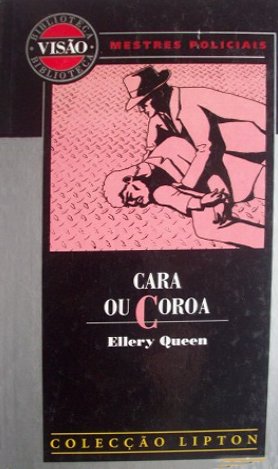 BIBLIOTECA
VISÃO
BIBLIOTECA
MESTRES POLICIAIS
CARA
OU COROA
Ellery Queen
COLECÇÃO LIPTON